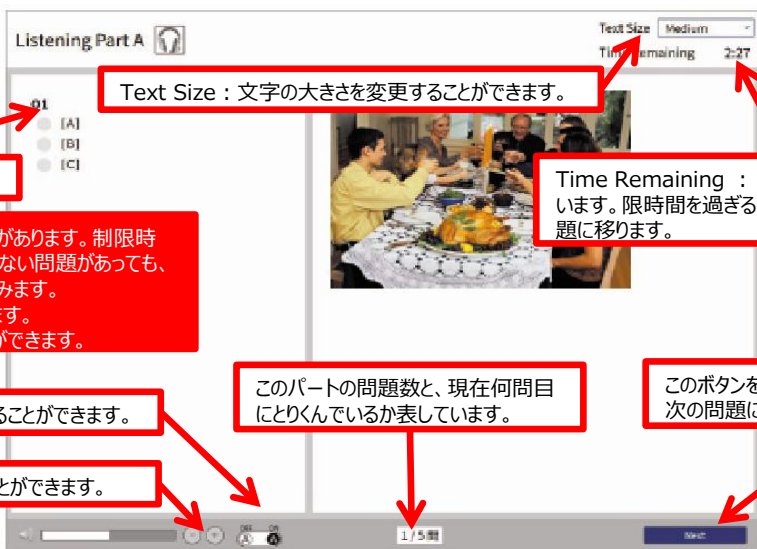 Listening Part A
Text Size Medium
Time Remaining 2:27
Text Size：文字の大きさを変更することができます。
01
[A]
[B]
[C]
Time Remaining ：
います。限時間を過ぎる
題に移ります。
があります。制限時
ない問題があっても、
みます。
ます。
ができます。
このパートの問題数と、現在何問目
にとりくんでいるか表しています。
このボタンを
次の問題に
ることができます。
とができます。
OFF ON
1/5問
Next